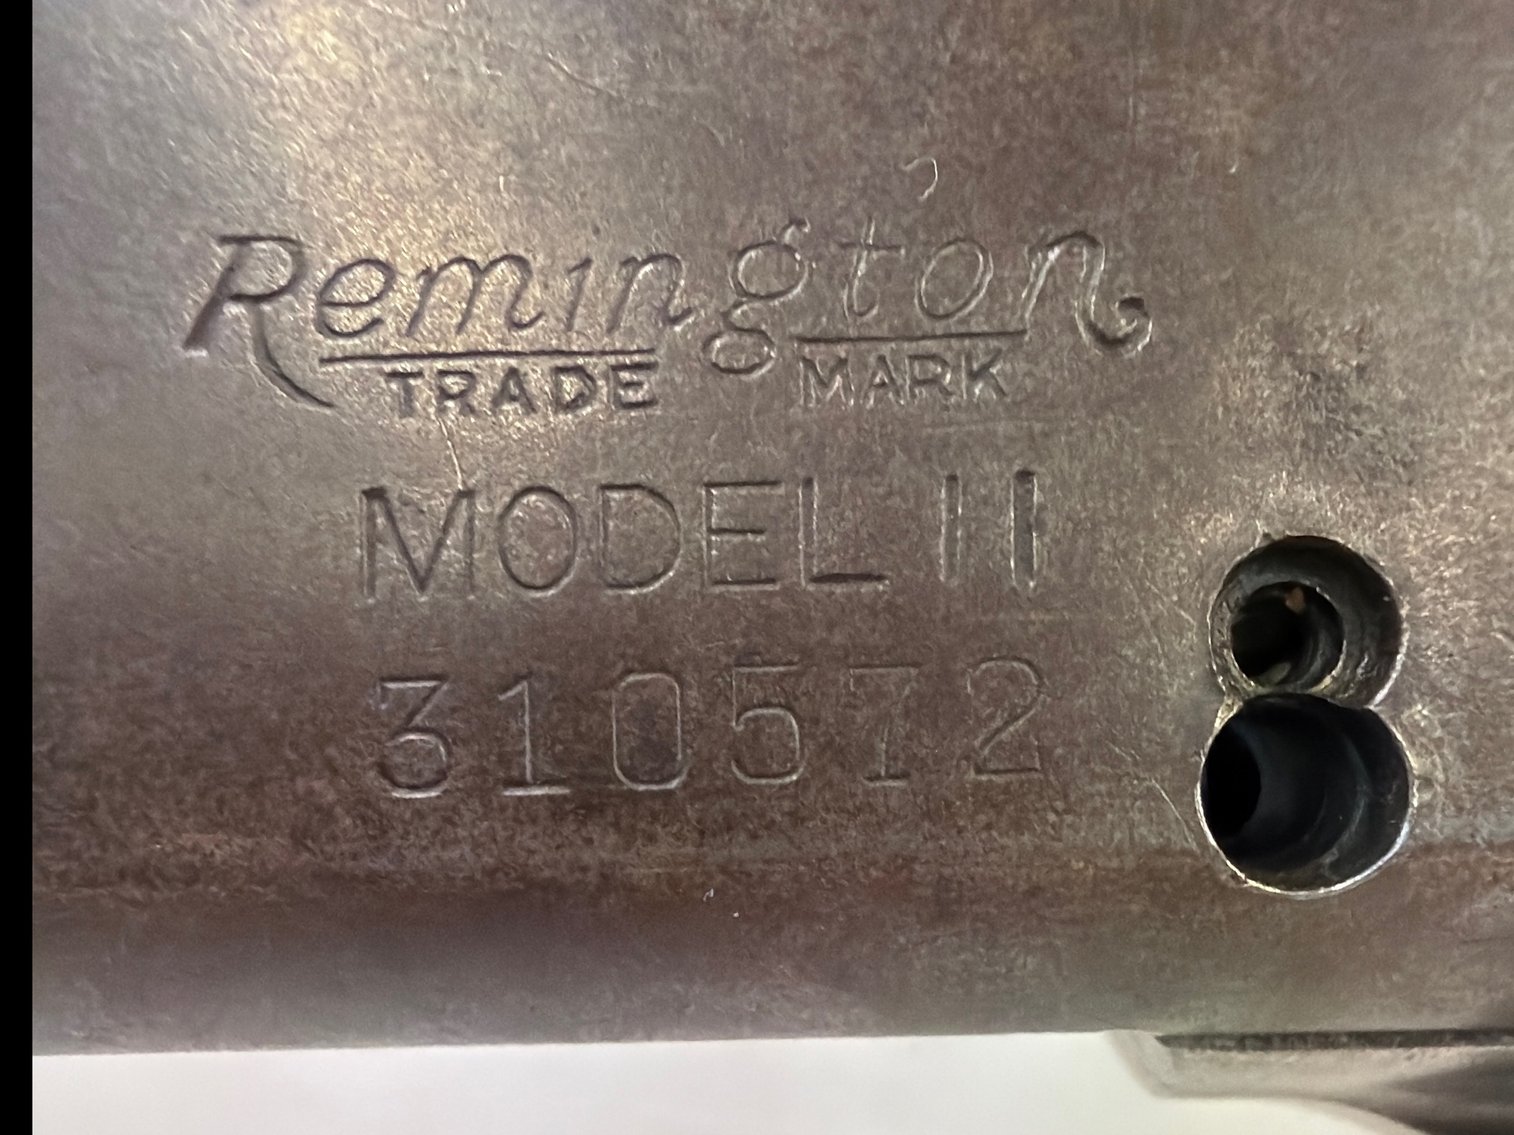 Remington
TRADE MARK
MODEL 11
310572